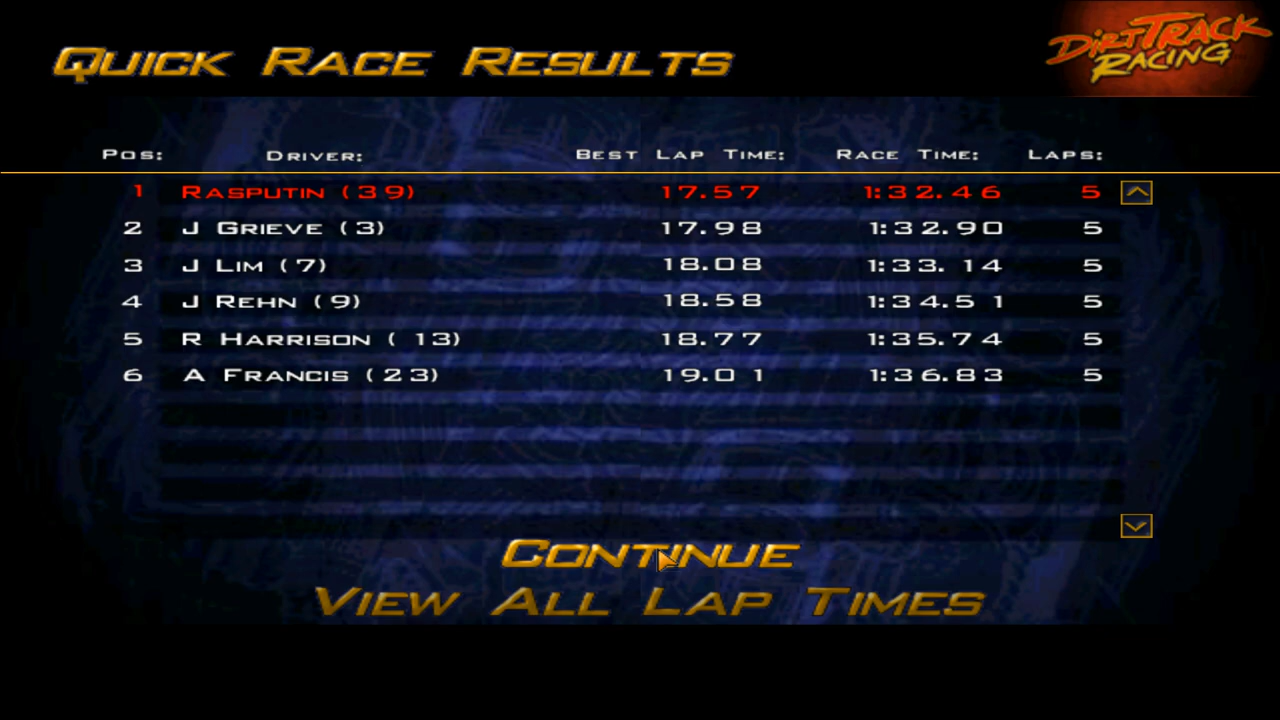 Quick Race Results
Dirt Track Racing
Pos: Driver: Best Lap Time: Race Time: Laps:
1 Rasputin (39) 17.57 1:32.46 5
2 J Grieve (3) 17.98 1:32.90 5
3 J Lim (7) 18.08 1:33.14 5
4 J Rehn (9) 18.58 1:34.51 5
5 R Harrison (13) 18.77 1:35.74 5
6 A Francis (23) 19.01 1:36.83 5
Continue
View All Lap Times